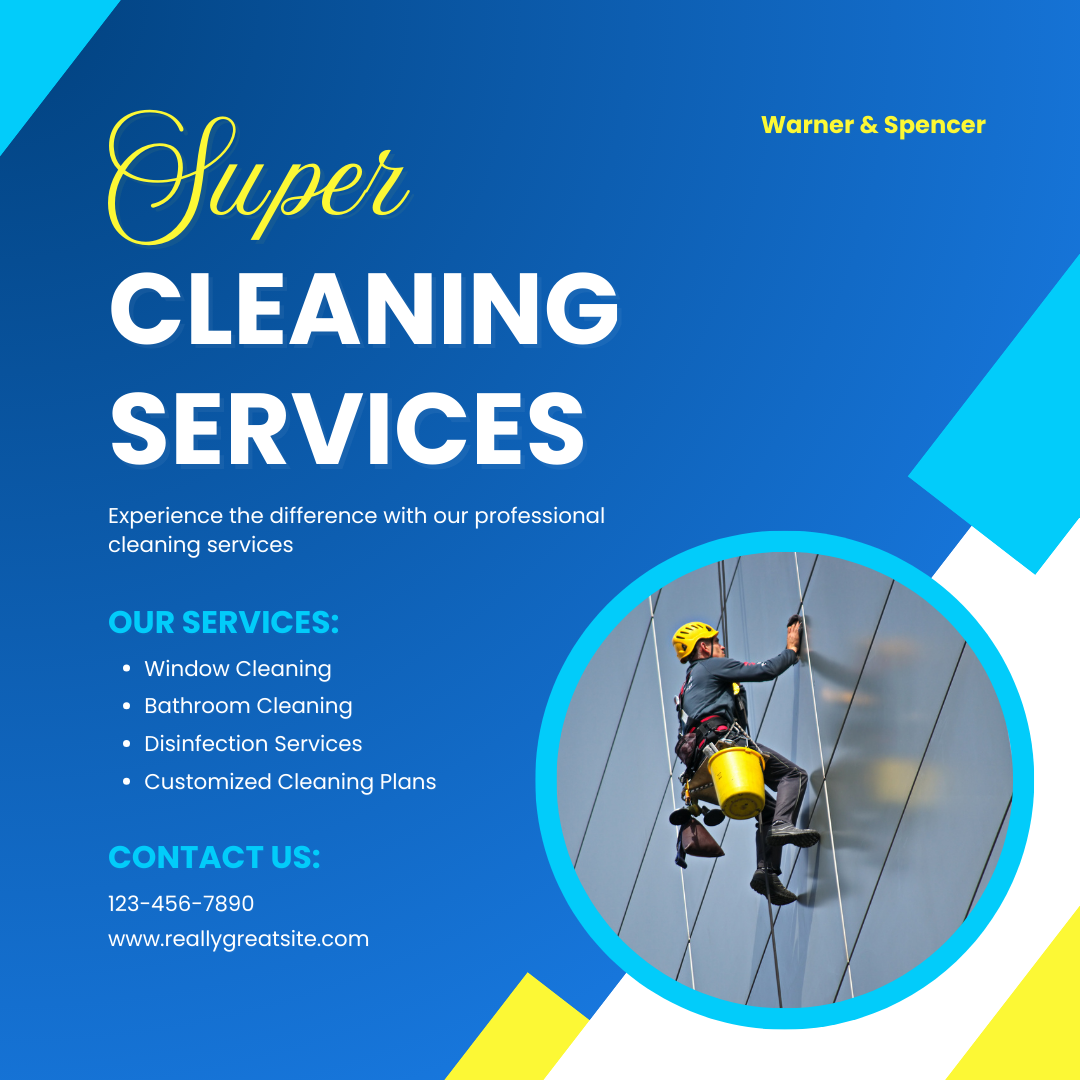 Super
Warner & Spencer
CLEANING
SERVICES
Experience the difference with our professional
cleaning services
OUR SERVICES:
• Window Cleaning
• Bathroom Cleaning
• Disinfection Services
• Customized Cleaning Plans
CONTACT US:
123-456-7890
www.reallygreatsite.com